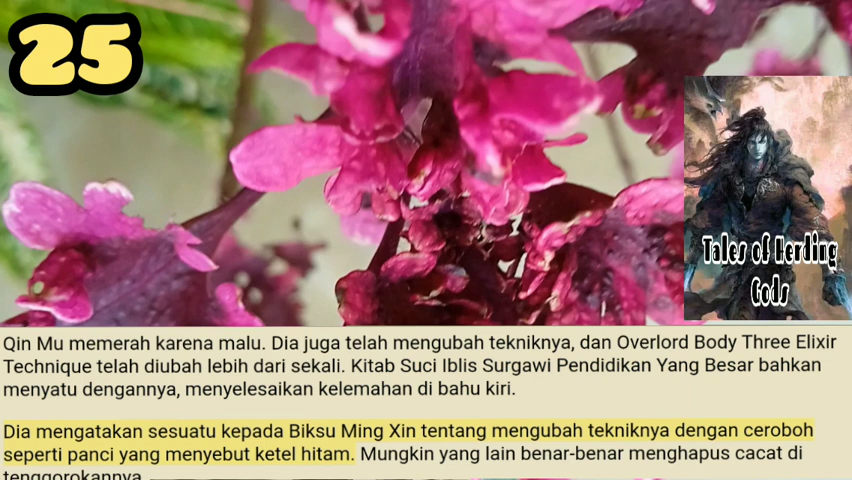 25
Tales of Herding
Gods
Qin Mu memerah karena malu. Dia juga telah mengubah tekniknya, dan Overlord Body Three Elixir
Technique telah diubah lebih dari sekali. Kitab Suci Iblis Surgawi Pendidikan Yang Besar bahkan
menyatu dengannya, menyelesaikan kelemahan di bahu kiri.
Dia mengatakan sesuatu kepada Biksu Ming Xin tentang mengubah tekniknya dengan ceroboh
seperti panci yang menyebut ketel hitam. Mungkin yang lain benar-benar menghapus cacat di
tenggorokannya